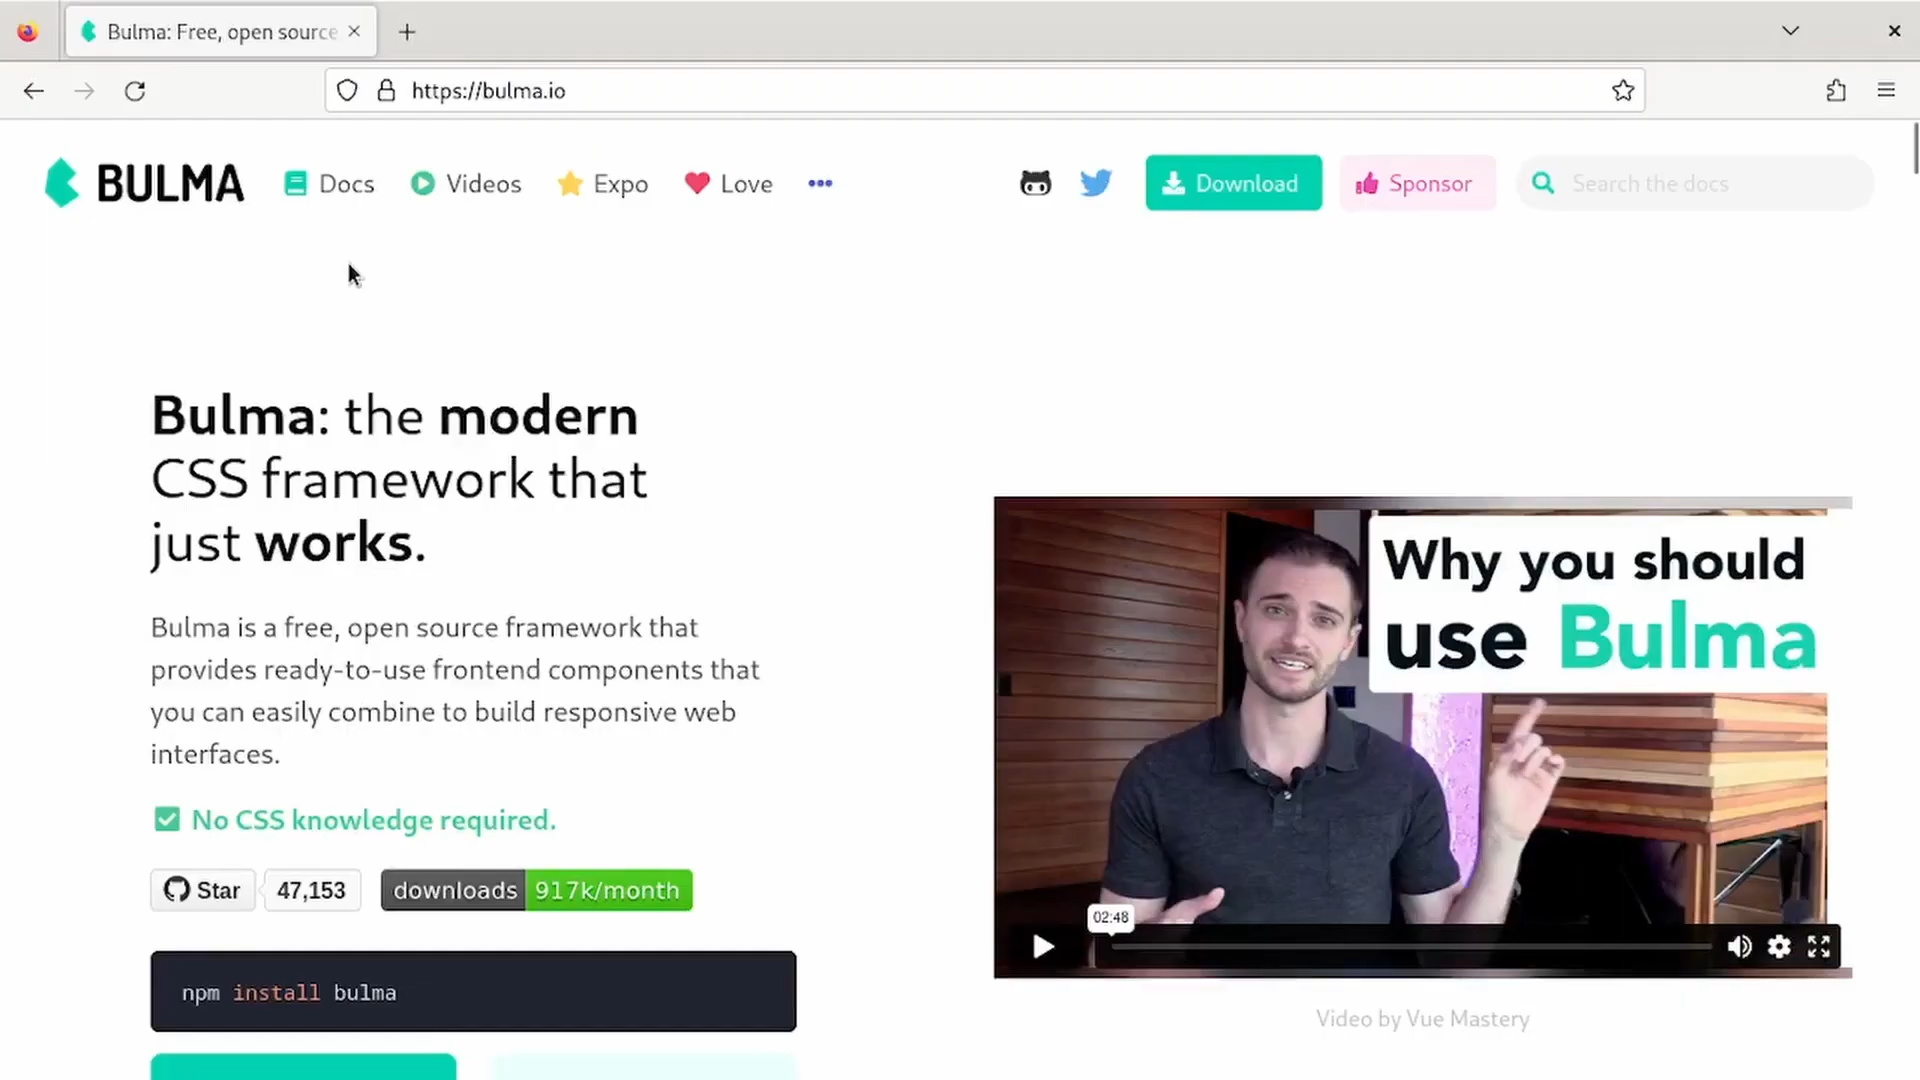 Bulma: Free, open source
https://bulma.io
BULMA Docs Videos Expo Love Download Sponsor Search the docs
Bulma: the modern
CSS framework that
just works.
Bulma is a free, open source framework that
provides ready-to-use frontend components that
you can easily combine to build responsive web
interfaces.
No CSS knowledge required.
Star 47,153 downloads 917k/month
npm install bulma
Why you should
use Bulma
02:48
Video by Vue Mastery